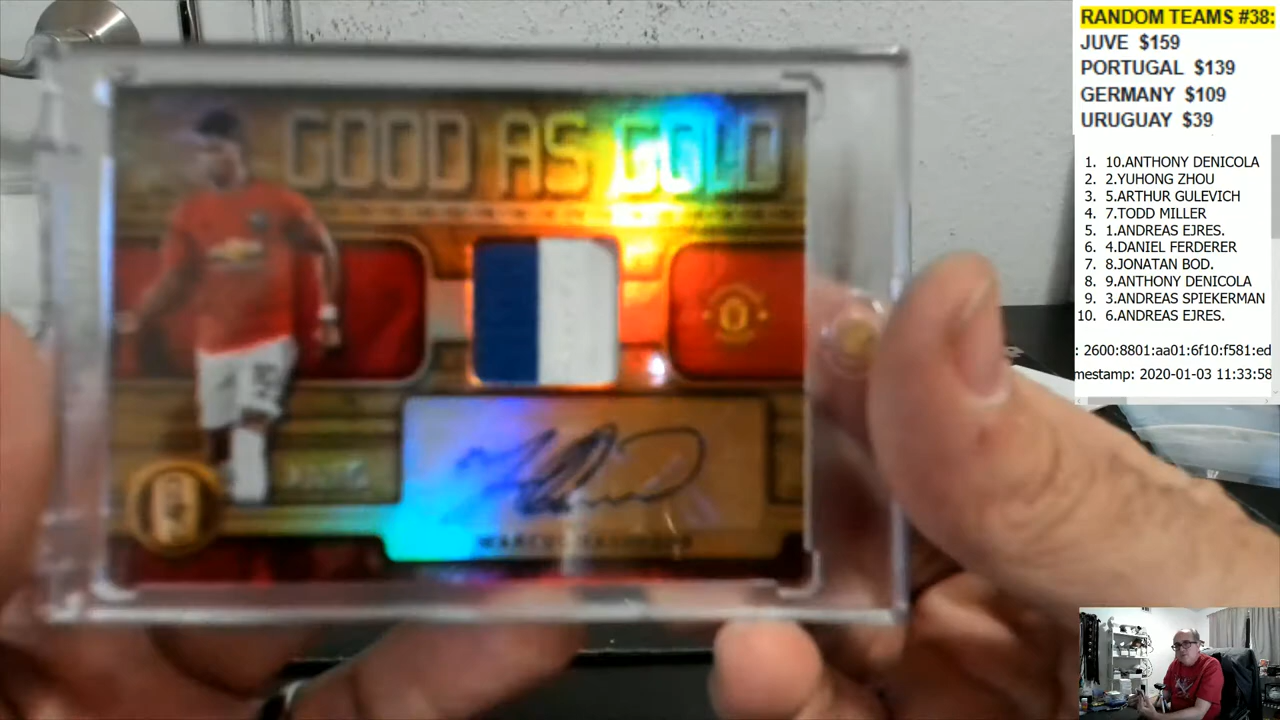 GOOD AS GOLD
MARCUS RASHFORD
RANDOM TEAMS #38:
JUVE $159
PORTUGAL $139
GERMANY $109
URUGUAY $39
1. 10.ANTHONY DENICOLA
2. 2.YUHONG ZHOU
3. 5.ARTHUR GULEVICH
4. 7.TODD MILLER
5. 1.ANDREAS EJRES.
6. 4.DANIEL FERDERER
7. 8.JONATAN BOD.
8. 9.ANTHONY DENICOLA
9. 3.ANDREAS SPIEKERMAN
10. 6.ANDREAS EJRES.
: 2600:8801:aa01:6f10:f581:ed
mestamp: 2020-01-03 11:33:58